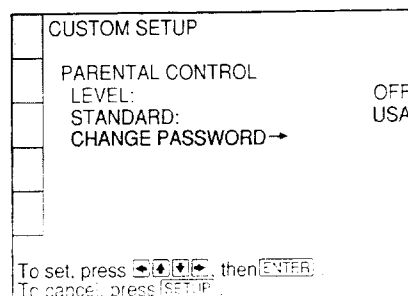 CUSTOM SETUP
PARENTAL CONTROL
LEVEL: OFF
STANDARD: USA
CHANGE PASSWORD→
To set, press ←↑↓→, then ENTER.
To cancel, press SETUP.